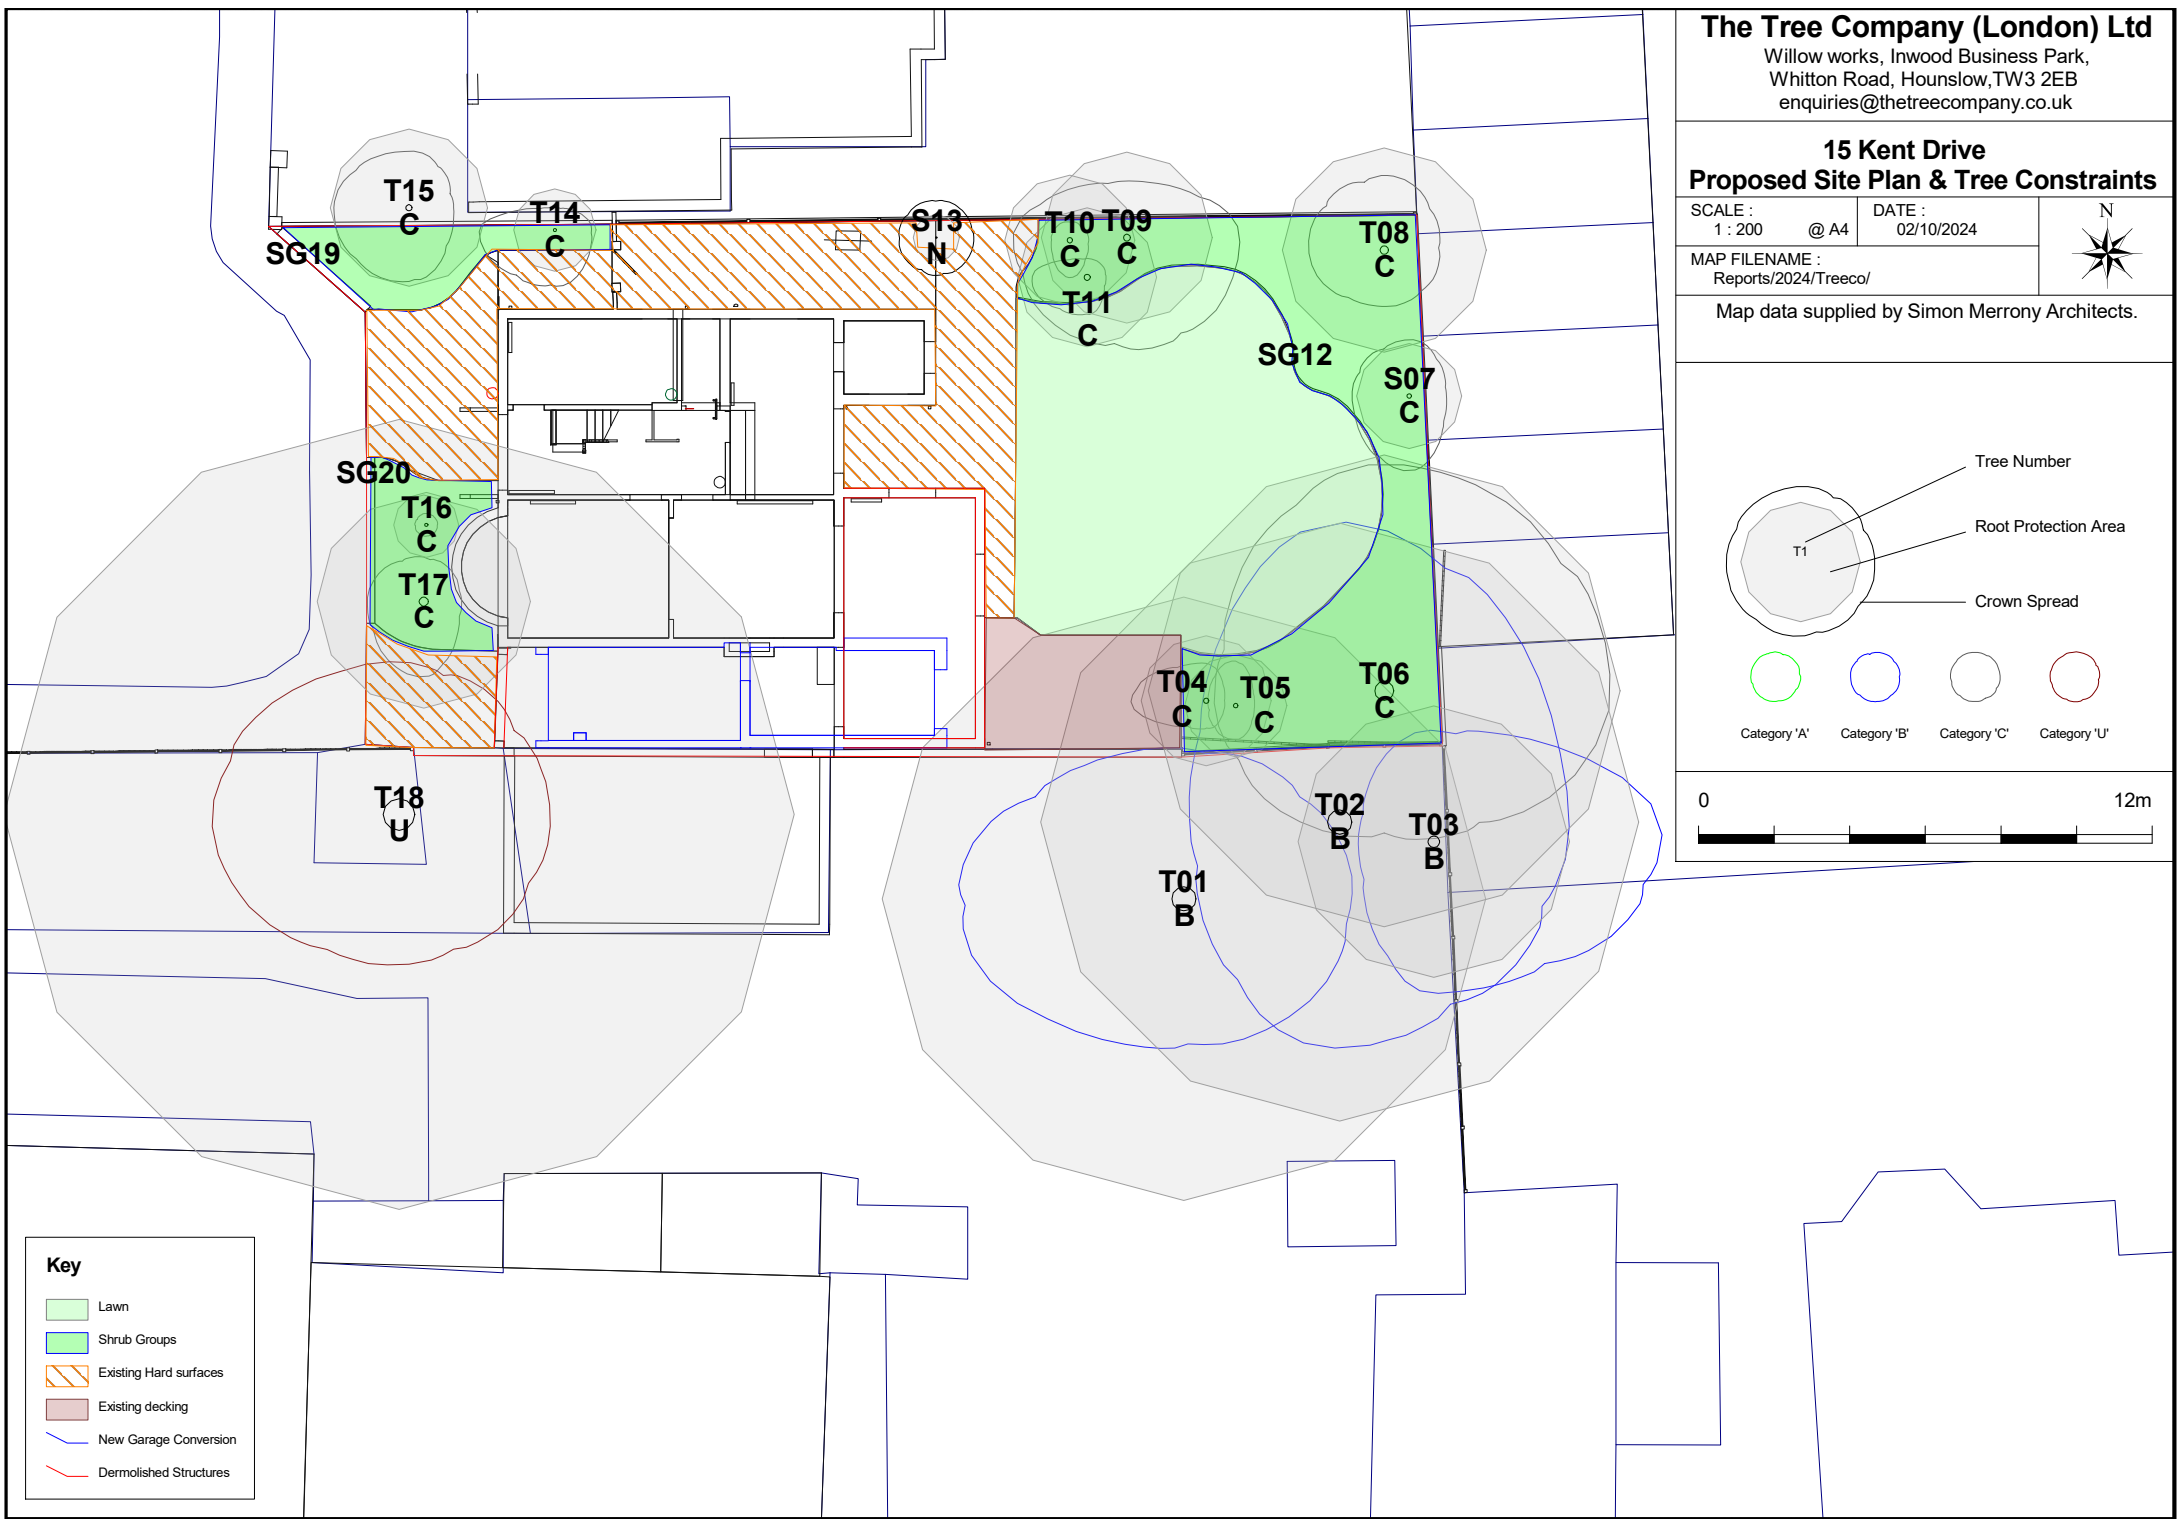 The Tree Company (London) Ltd
Willow works, Inwood Business Park,
Whitton Road, Hounslow,TW3 2EB
enquiries@thetreecompany.co.uk
15 Kent Drive
Proposed Site Plan & Tree Constraints
SCALE :
1 : 200 @ A4
DATE :
02/10/2024
N
MAP FILENAME :
Reports/2024/Treeco/
Map data supplied by Simon Merrony Architects.
Tree Number
Root Protection Area
T1
Crown Spread
Category 'A'
Category 'B'
Category 'C'
Category 'U'
0 12m
T15
C
T14
C
SG19
S13
N
T10
C
T09
C
T11
C
T08
C
SG12
S07
C
SG20
T16
C
T17
C
T04
C
T05
C
T06
C
T18
U
T02
B
T03
B
T01
B
Key
Lawn
Shrub Groups
Existing Hard surfaces
Existing decking
New Garage Conversion
Dermolished Structures